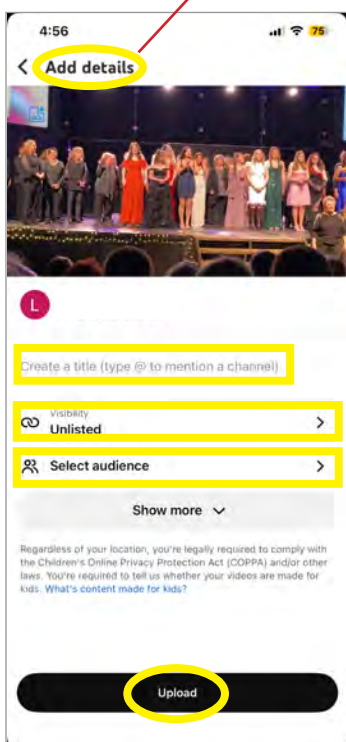 4:56
75
Add details
L
Create a title (type @ to mention a channel)
Visibility
Unlisted
Select audience
Show more
Regardless of your location, you're legally required to comply with
the Children's Online Privacy Protection Act (COPPA) and/or other
laws. You're required to tell us whether your videos are made for
kids. What's content made for kids?
Upload